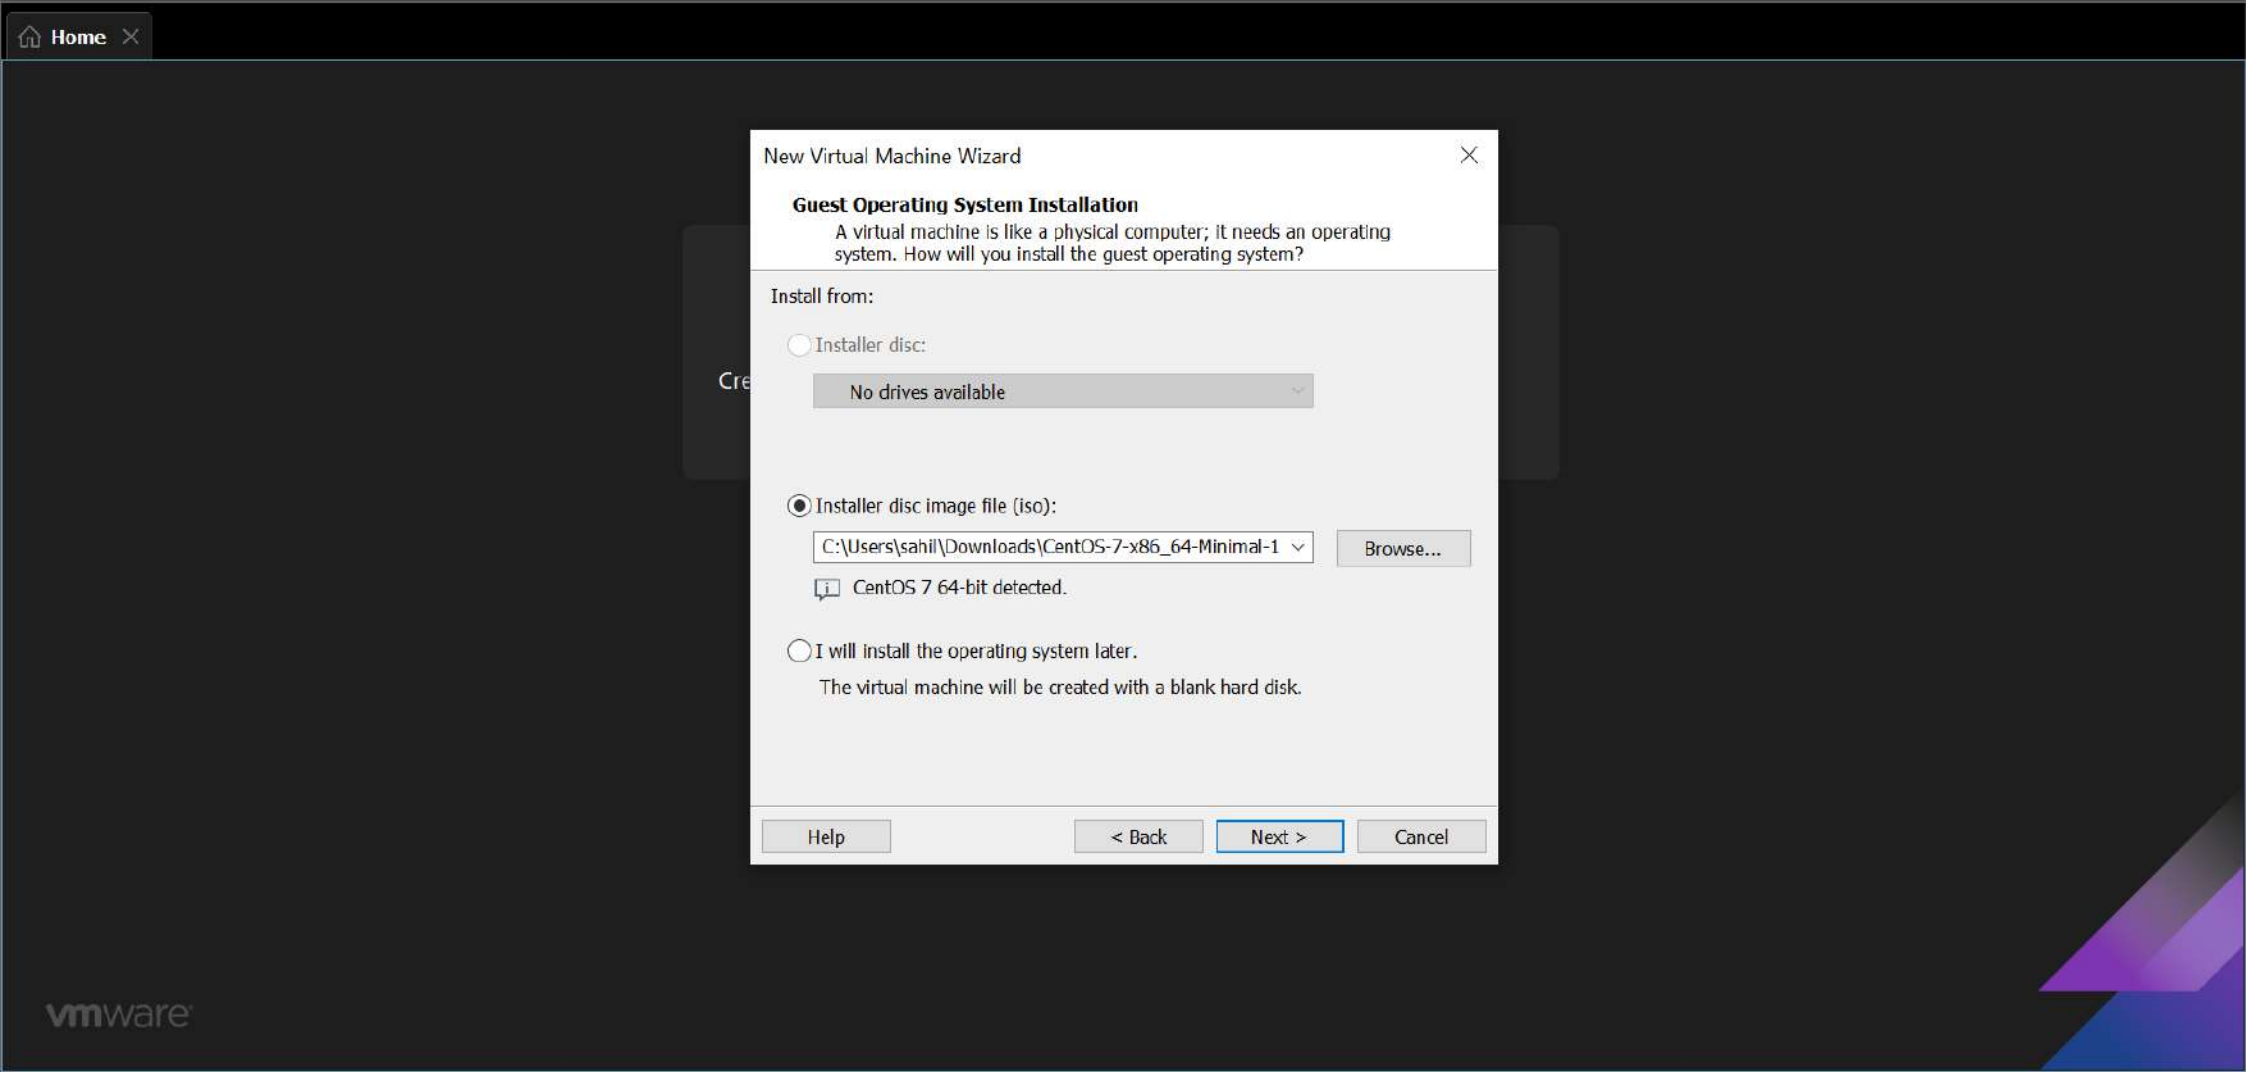 Home
New Virtual Machine Wizard
Guest Operating System Installation
A virtual machine is like a physical computer; it needs an operating
system. How will you install the guest operating system?
Install from:
Installer disc:
Cre
No drives available
Installer disc image file (iso):
C:\Users\sahil\Downloads\CentOS-7-x86_64-Minimal-1
Browse...
CentOS 7 64-bit detected.
I will install the operating system later.
The virtual machine will be created with a blank hard disk.
Help
< Back
Next >
Cancel
vmware